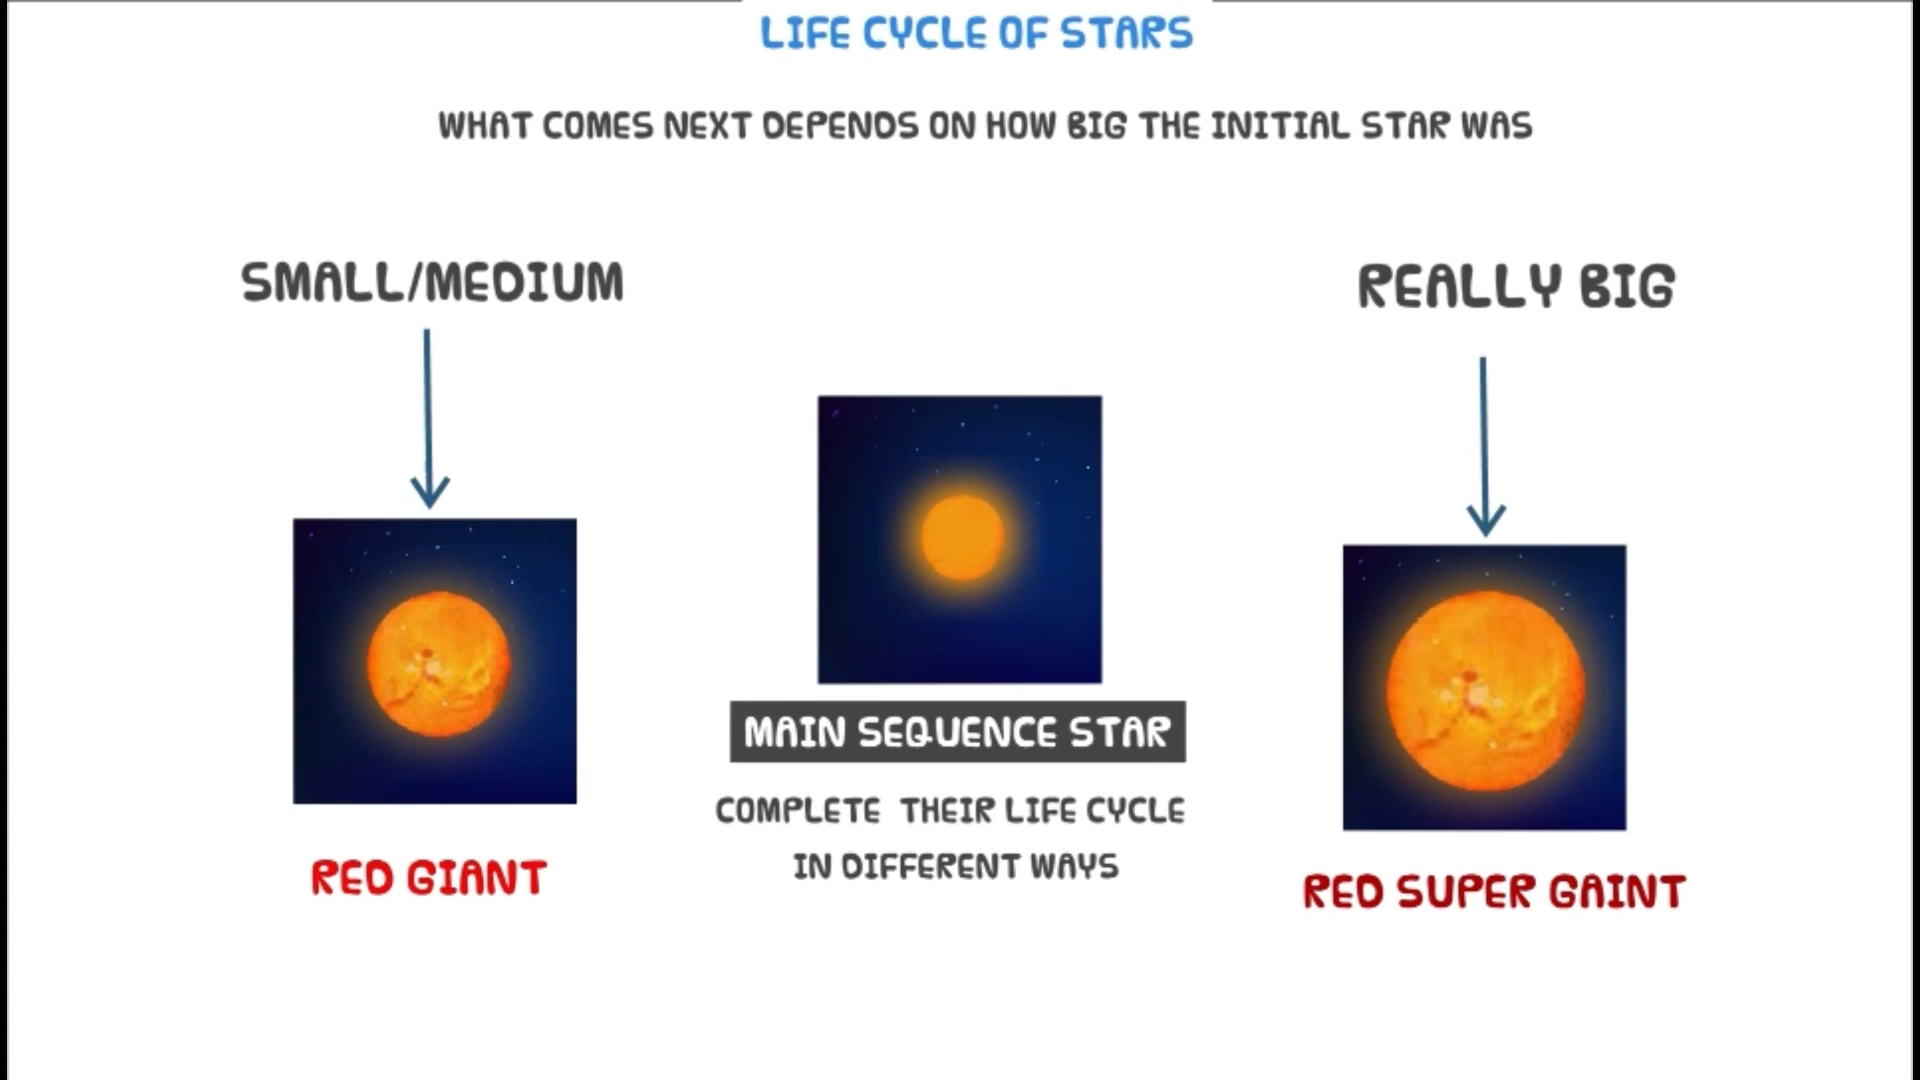 LIFE CYCLE OF STARS
WHAT COMES NEXT DEPENDS ON HOW BIG THE INITIAL STAR WAS
SMALL/MEDIUM
REALLY BIG
MAIN SEQUENCE STAR
COMPLETE THEIR LIFE CYCLE
IN DIFFERENT WAYS
RED GIANT
RED SUPER GAINT